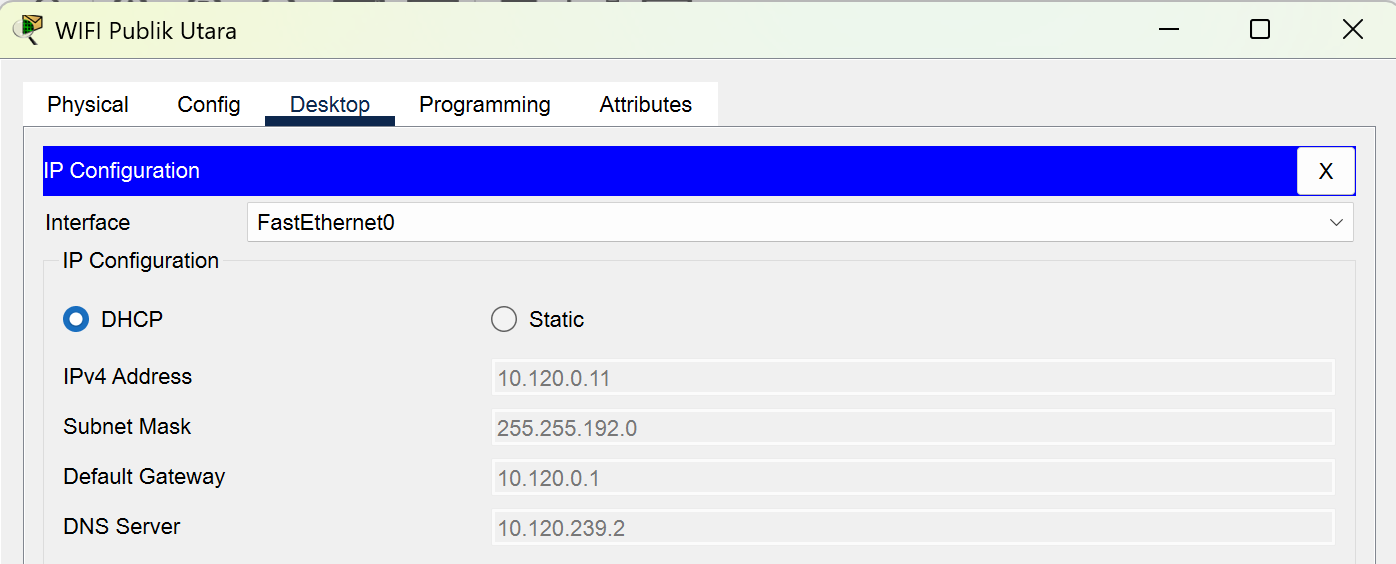 WIFI Publik Utara
Physical Config Desktop Programming Attributes
IP Configuration X
Interface FastEthernet0
IP Configuration
DHCP Static
IPv4 Address 10.120.0.11
Subnet Mask 255.255.192.0
Default Gateway 10.120.0.1
DNS Server 10.120.239.2